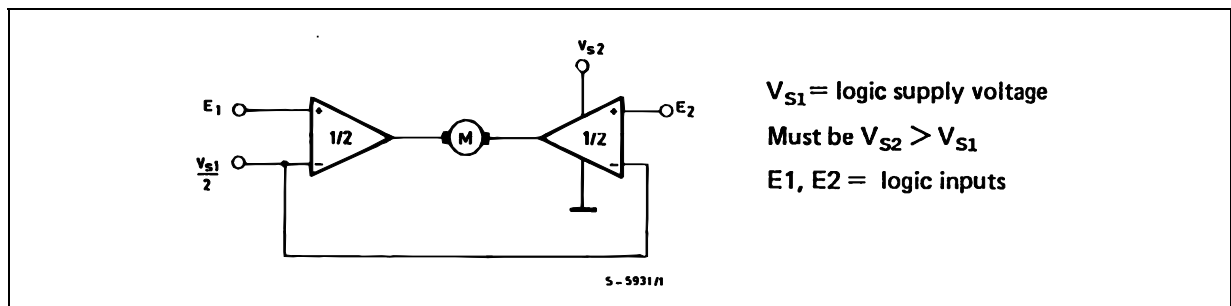 Vs2
E1
+
+
E2
1/2
M
1/2
Vs1
2
-
-
S-5931/1
VS1 = logic supply voltage
Must be VS2 > VS1
E1, E2 = logic inputs